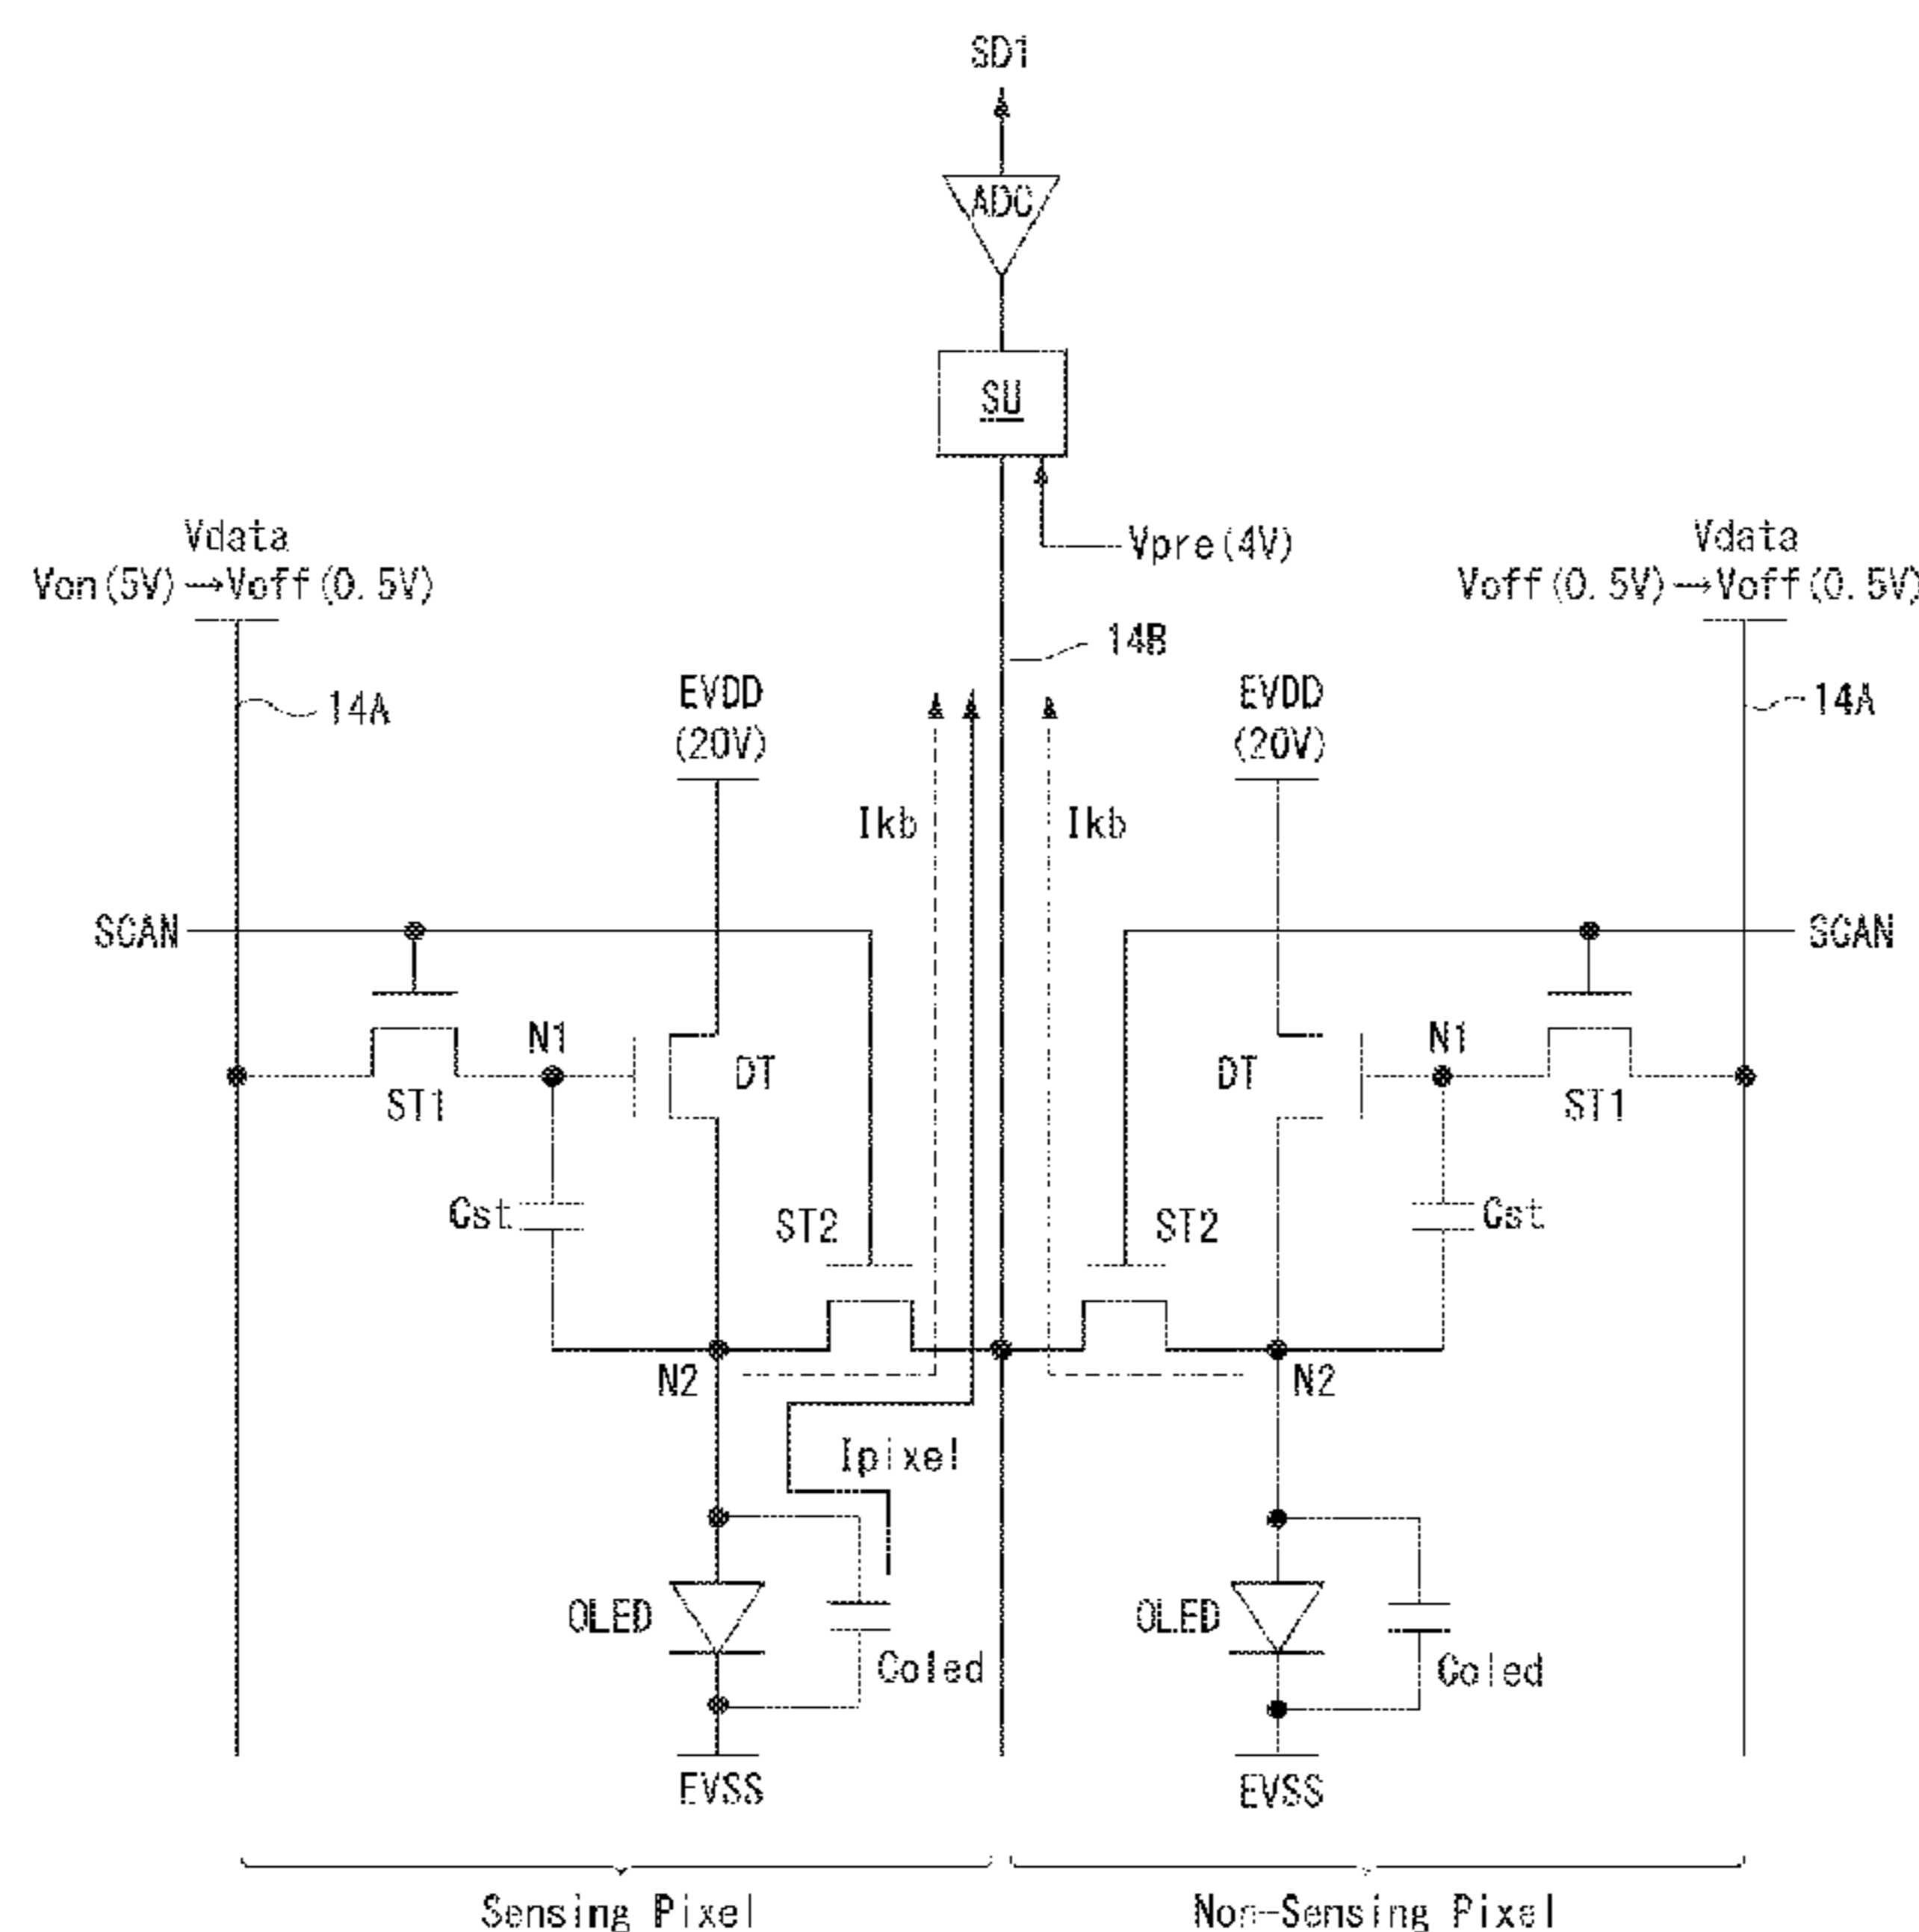 SD1
ADC
SU
Vpre(4V)
Vdata
Von(5V)→Voff(0.5V)
Vdata
Voff(0.5V)→Voff(0.5V)
14B
14A
EVDD
(20V)
EVDD
(20V)
14A
Ikb
Ikb
SCAN
SCAN
N1
DT
DT
N1
ST1
ST1
Cst
ST2
ST2
Cst
N2
N2
Ipixel
OLED
Coled
OLED
Coled
EVSS
EVSS
Sensing Pixel
Non-Sensing Pixel